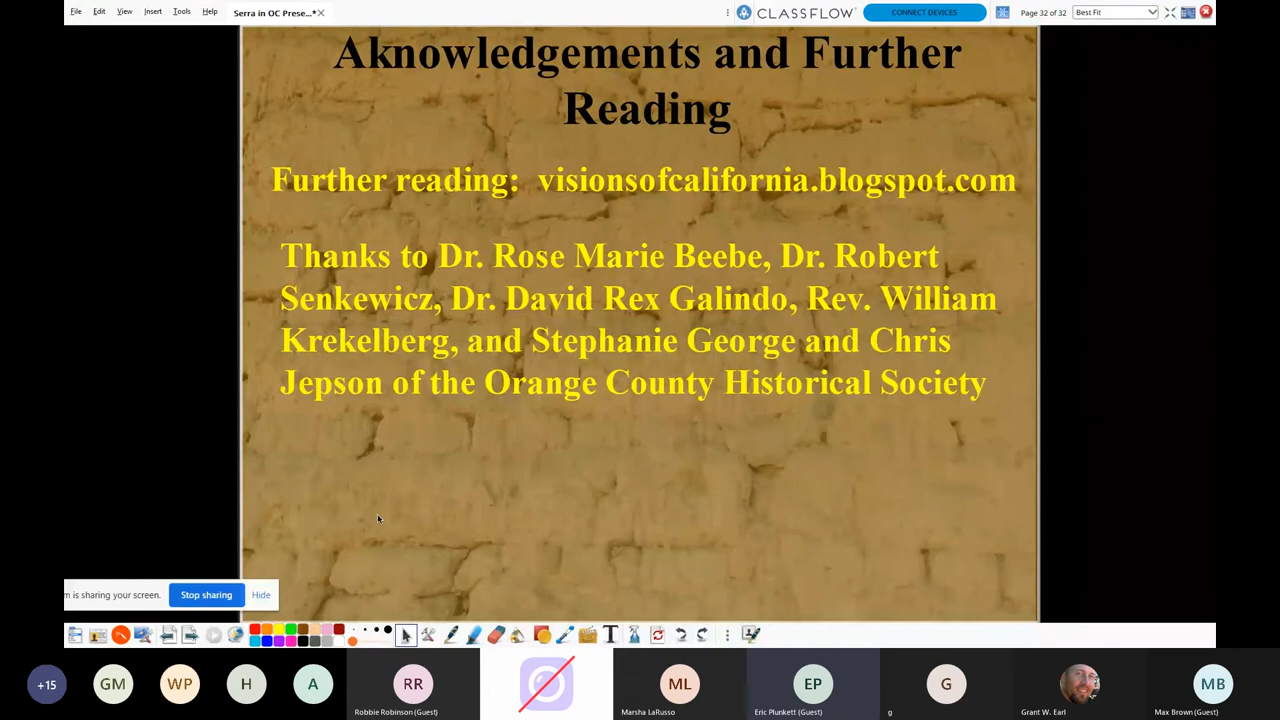 File Edit View Insert Tools Help
Serra in OC Prese...*
CLASSFLOW
CONNECT DEVICES
Page 32 of 32
Best Fit
Aknowledgements and Further
Reading
Further reading: visionsofcalifornia.blogspot.com
Thanks to Dr. Rose Marie Beebe, Dr. Robert
Senkewicz, Dr. David Rex Galindo, Rev. William
Krekelberg, and Stephanie George and Chris
Jepson of the Orange County Historical Society
m is sharing your screen. Stop sharing Hide
T
+15 GM WP H A RR ML EP G MB
Robbie Robinson (Guest) Marsha LaRusso Eric Plunkett (Guest) g Grant W. Earl Max Brown (Guest)